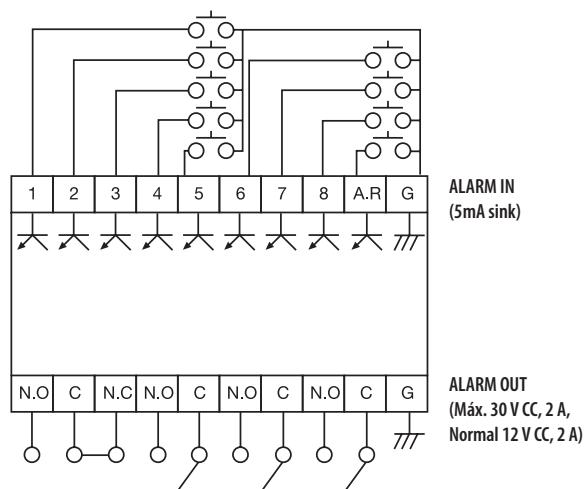 1 2 3 4 5 6 7 8 A.R G
ALARM IN
(5mA sink)
N.O C N.C N.O C N.O C N.O C G
ALARM OUT
(Máx. 30 V CC, 2 A,
Normal 12 V CC, 2 A)